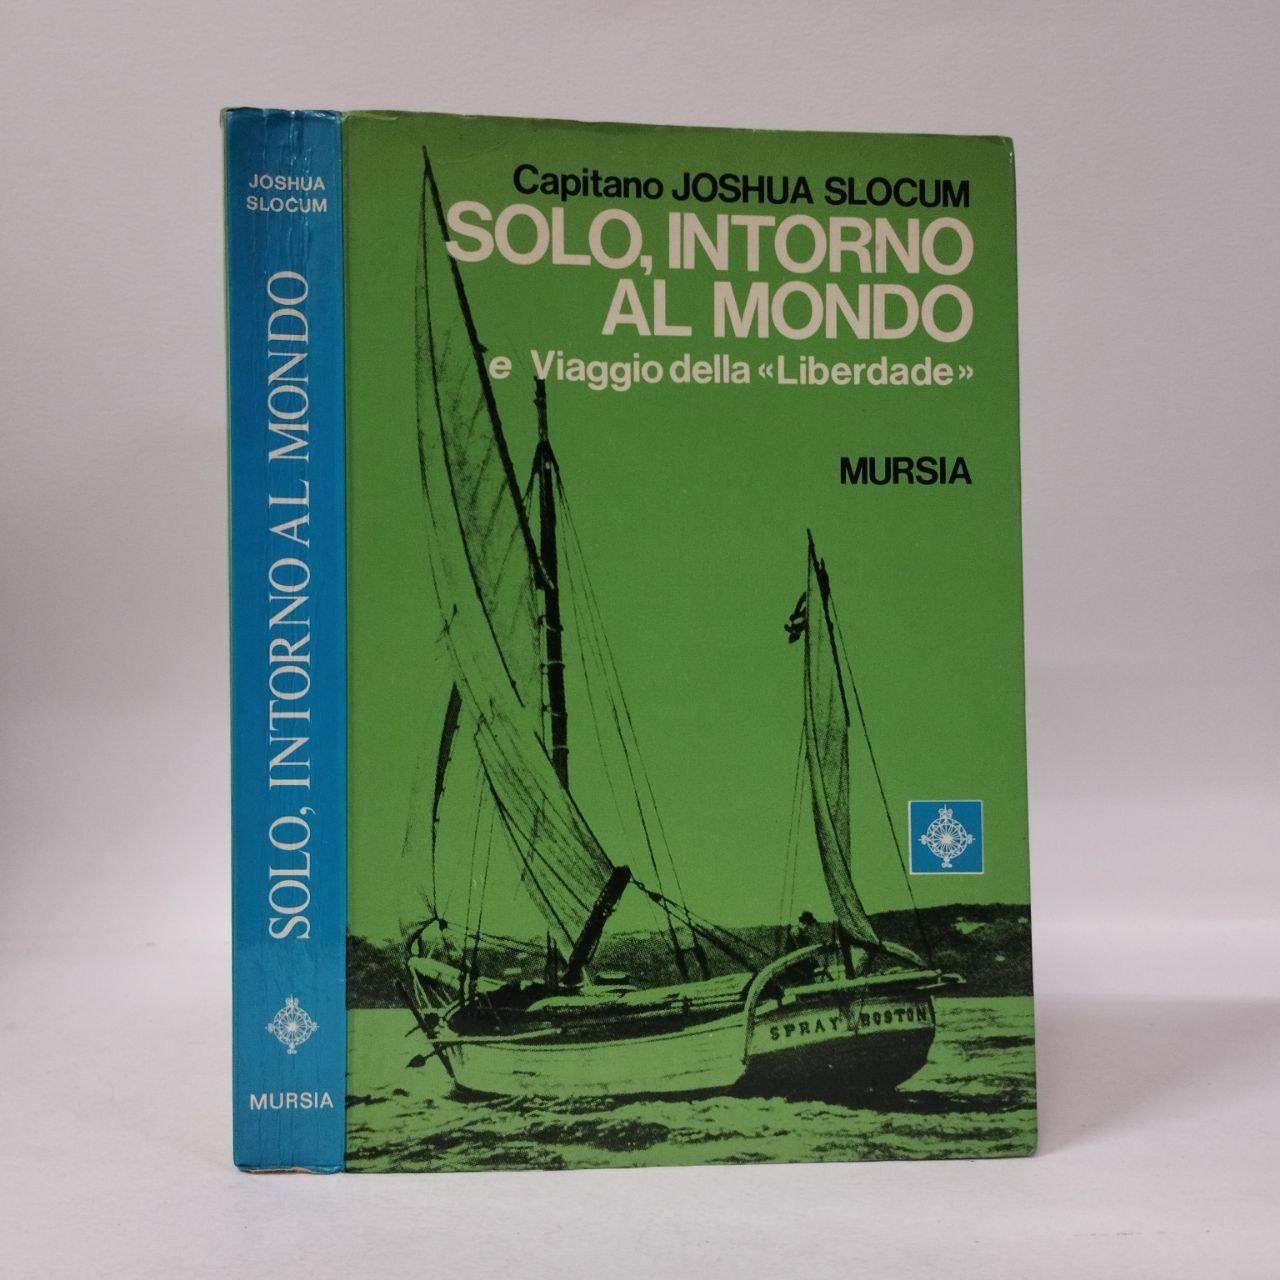 JOSHUA
SLOCUM
SOLO, INTORNO AL MONDO
MURSIA
Capitano JOSHUA SLOCUM
SOLO, INTORNO
AL MONDO
e Viaggio della «Liberdade»
MURSIA
SPRAY BOSTON